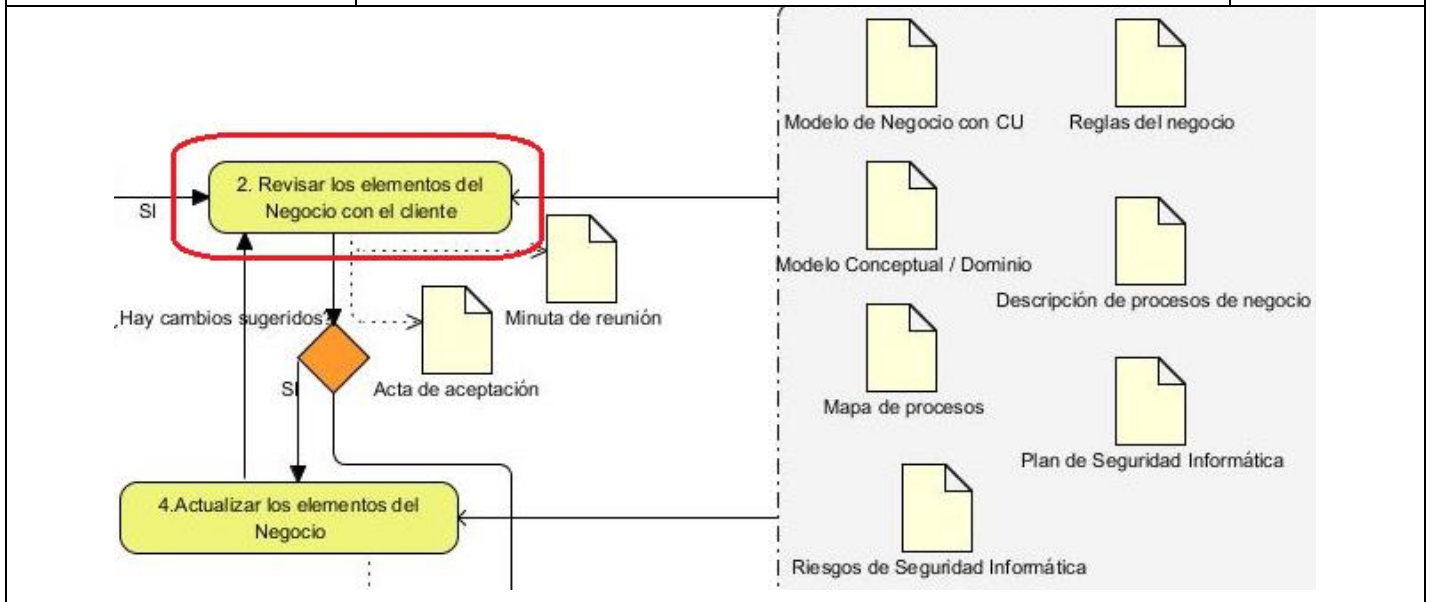 Modelo de Negocio con CU
Reglas del negocio
2. Revisar los elementos del
Negocio con el cliente
SI
Modelo Conceptual / Dominio
Descripción de procesos de negocio
¿Hay cambios sugeridos?
Minuta de reunión
SI
Acta de aceptación
Mapa de procesos
Plan de Seguridad Informática
4.Actualizar los elementos del
Negocio
Riesgos de Seguridad Informática